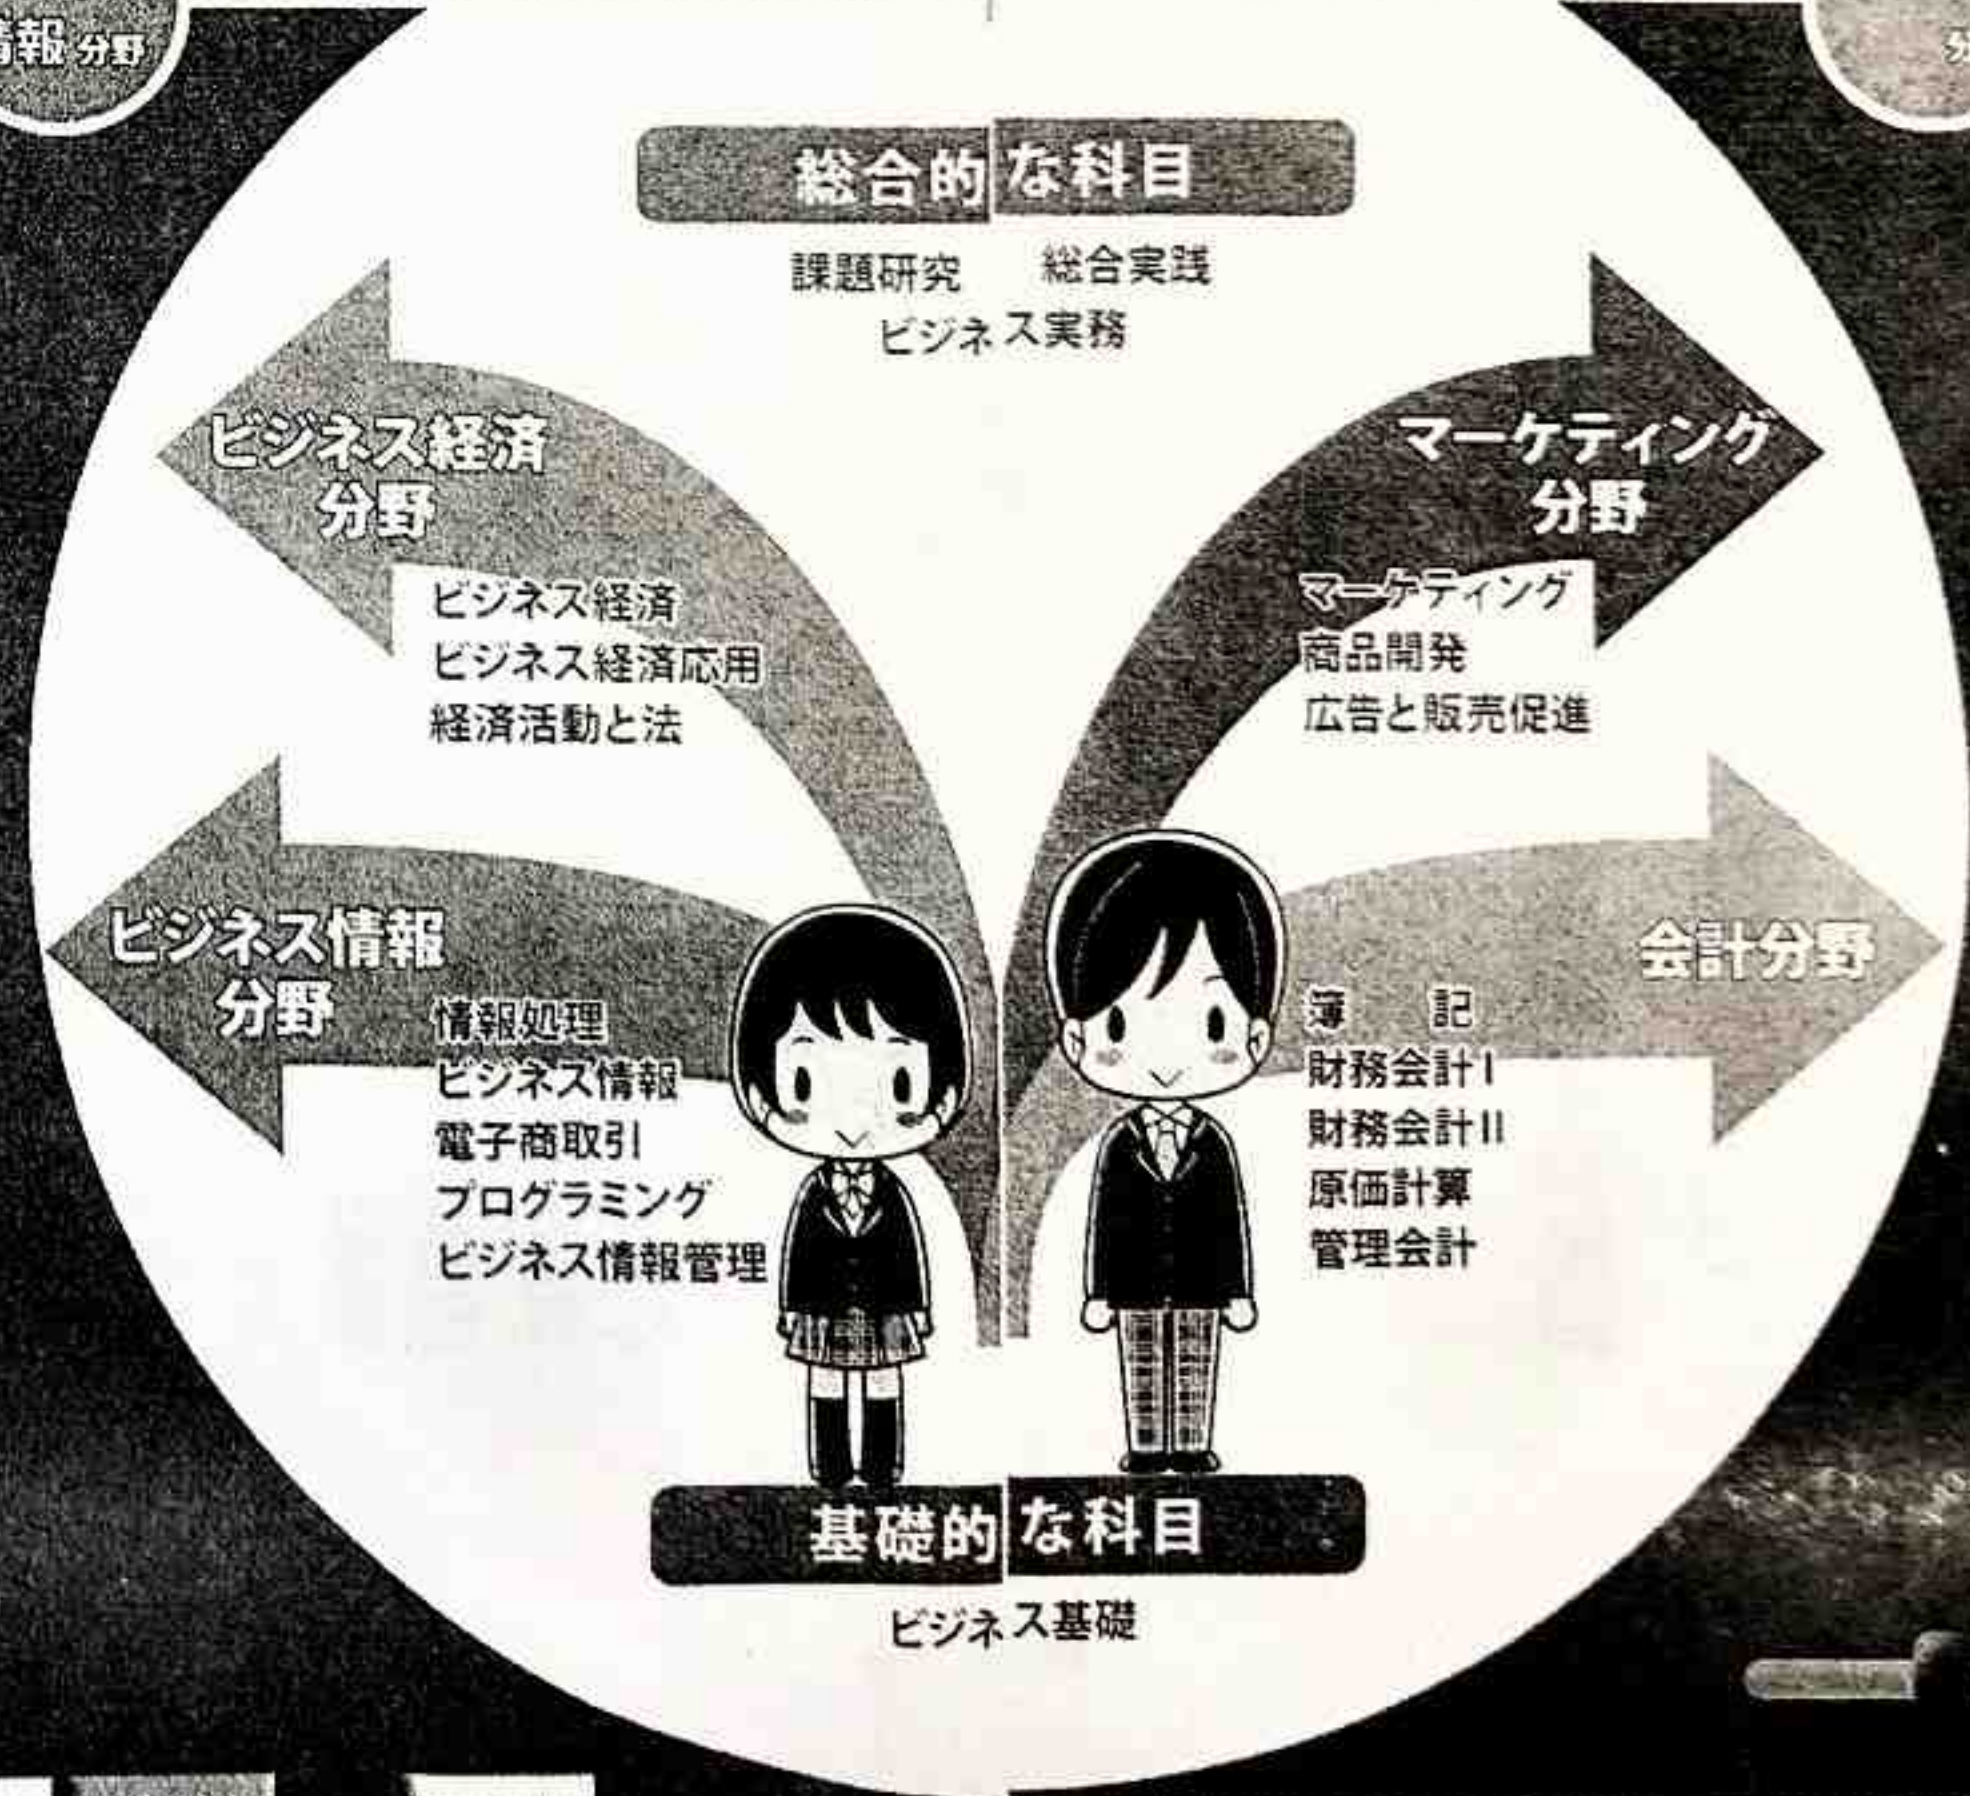 情報 分野
総合的な科目
課題研究　総合実践
ビジネス実務
ビジネス経済
分野
ビジネス経済
ビジネス経済応用
経済活動と法
マーケティング
分野
マーケティング
商品開発
広告と販売促進
ビジネス情報
分野
情報処理
ビジネス情報
電子商取引
プログラミング
ビジネス情報管理
会計分野
簿　記
財務会計I
財務会計II
原価計算
管理会計
基礎的な科目
ビジネス基礎